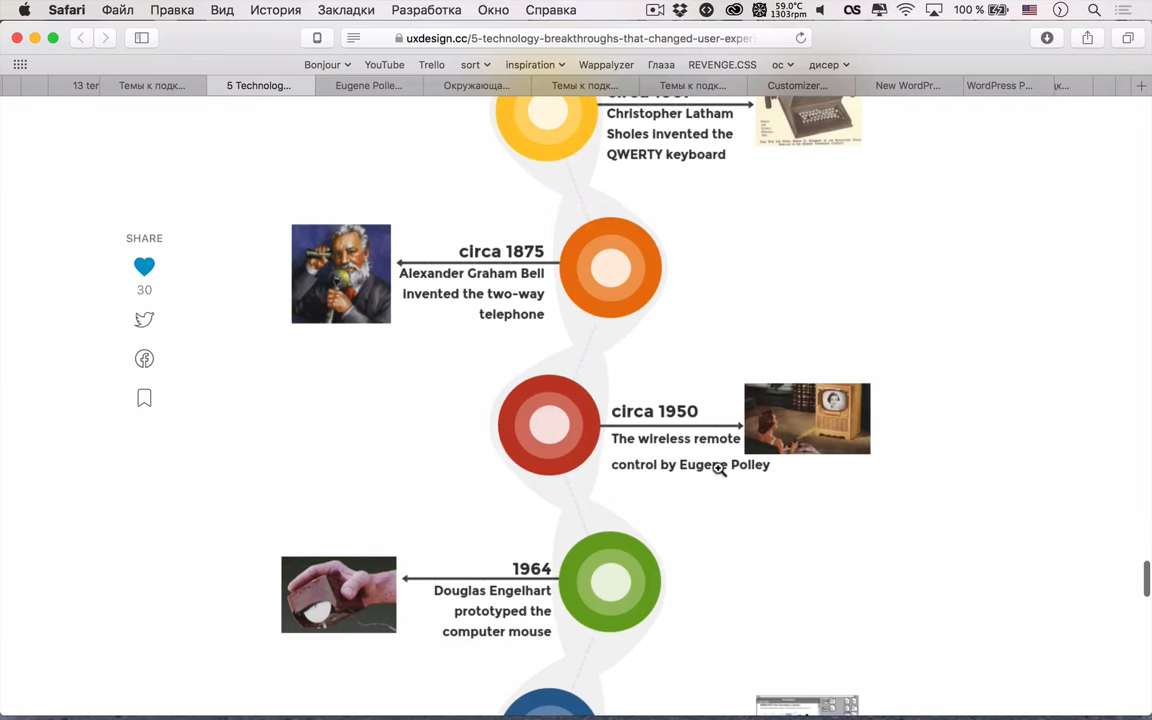 Safari Файл Правка Вид История Закладки Разработка Окно Справка 59.0°C 1303rpm 100 %
uxdesign.cc/5-technology-breakthroughs-that-changed-user-exper
Bonjour YouTube Trello sort inspiration Wappalyzer Глаза REVENGE.CSS ос дисер
13 ter Темы к подк... 5 Technolog... Eugene Polle... Окружающа... Темы к подк... Темы к подк... Customizer... New WordPr... WordPress P... дк...
Christopher Latham
Sholes invented the
QWERTY keyboard
SHARE
30
circa 1875
Alexander Graham Bell
invented the two-way
telephone
circa 1950
The wireless remote
control by Eugene Polley
1964
Douglas Engelhart
prototyped the
computer mouse